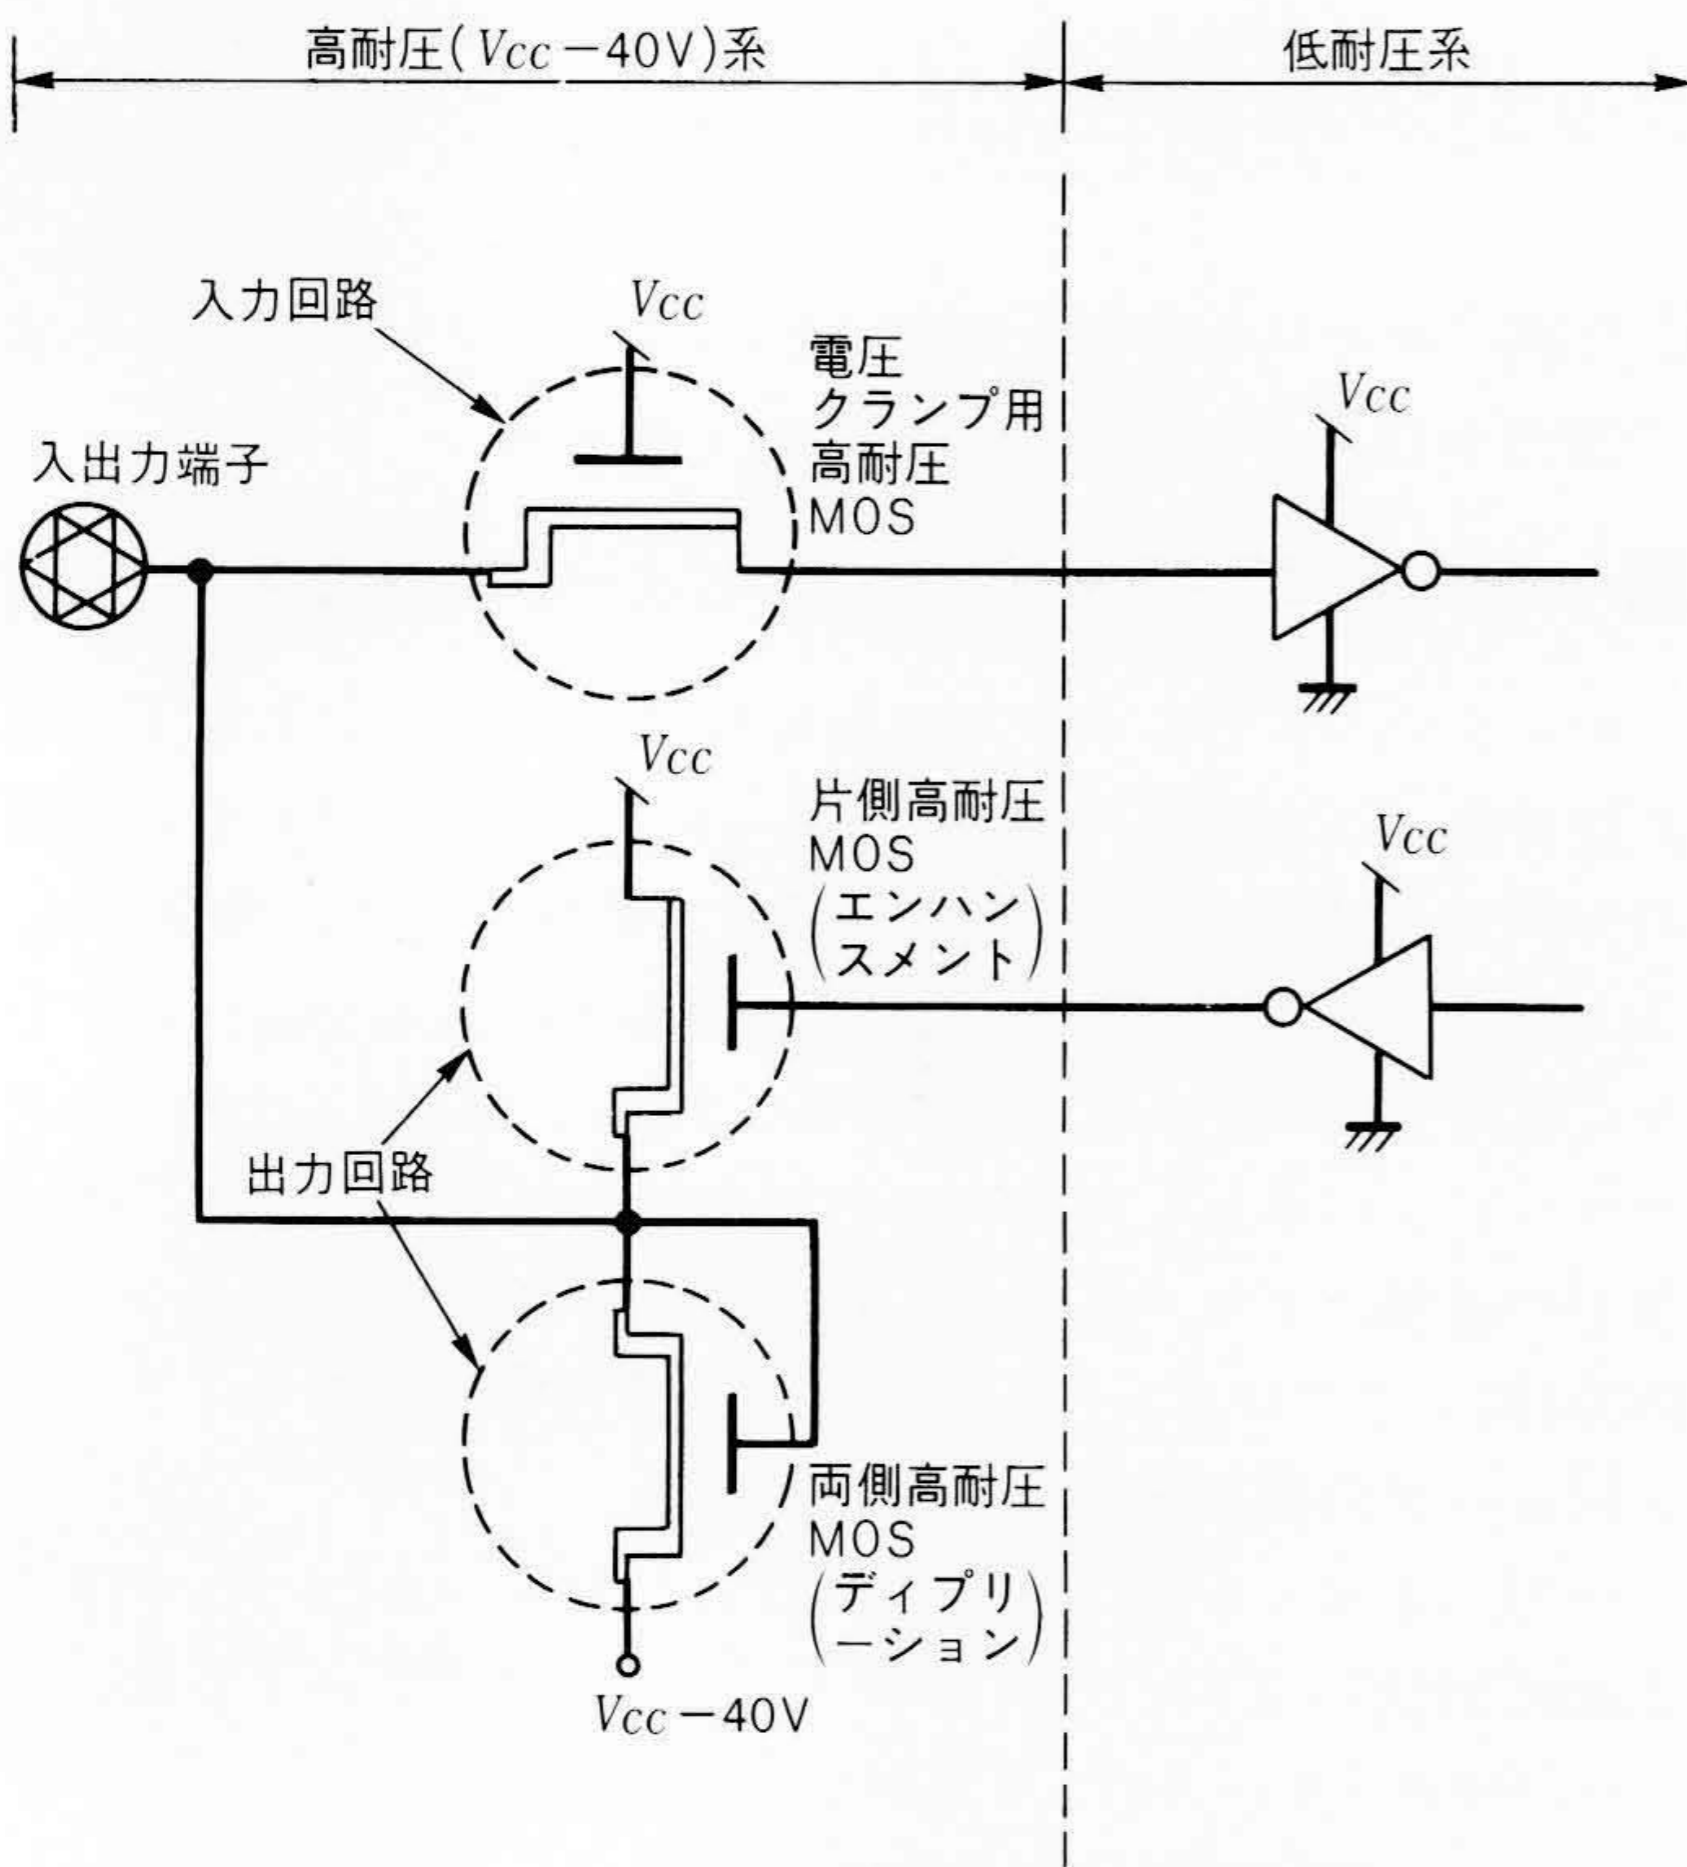 高耐圧(Vcc－40V)系
低耐圧系
入力回路
Vcc
電圧
クランプ用
高耐圧
MOS
Vcc
入出力端子
Vcc
片側高耐圧
MOS
(エンハン
スメント)
Vcc
出力回路
両側高耐圧
MOS
(ディプリ
ーション)
Vcc－40V